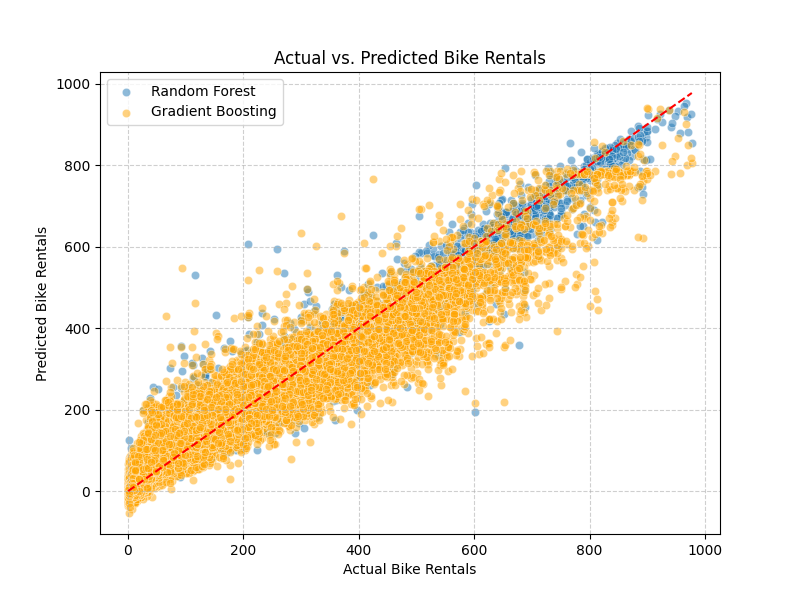 Actual vs. Predicted Bike Rentals
Random Forest
Gradient Boosting
Predicted Bike Rentals
1000
800
600
400
200
0
0 200 400 600 800 1000
Actual Bike Rentals